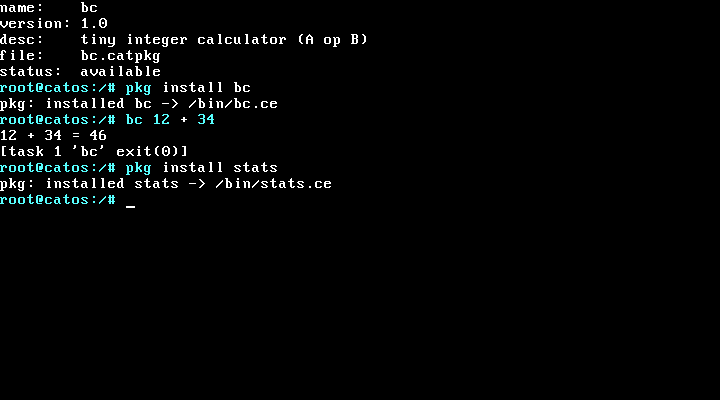 name:    bc
version: 1.0
desc:    tiny integer calculator (A op B)
file:    bc.catpkg
status:  available
root@catos:/# pkg install bc
pkg: installed bc -> /bin/bc.ce
root@catos:/# bc 12 + 34
12 + 34 = 46
[task 1 'bc' exit(0)]
root@catos:/# pkg install stats
pkg: installed stats -> /bin/stats.ce
root@catos:/# _